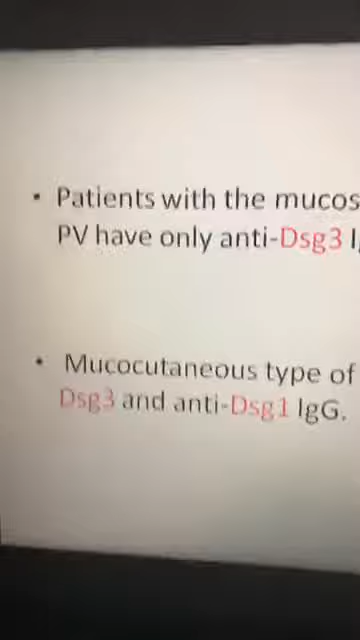 • Patients with the mucos
PV have only anti-Dsg3 I
• Mucocutaneous type of
Dsg3 and anti-Dsg1 IgG.